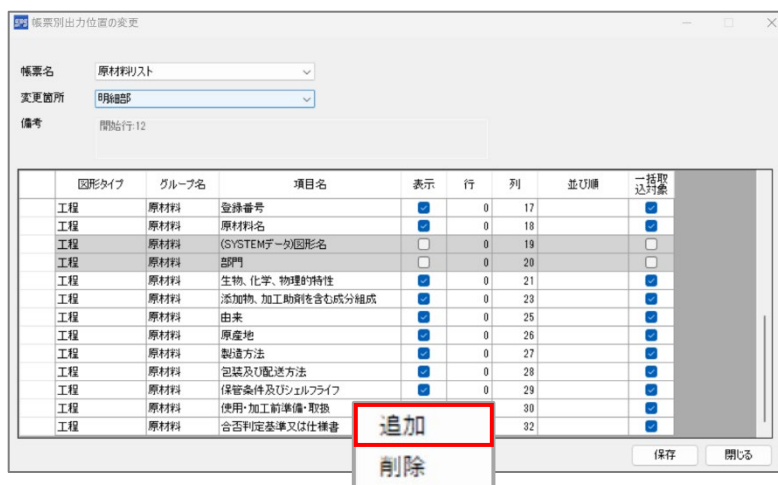 SPS 帳票別出力位置の変更
帳票名 原材料リスト
変更箇所 明細部
備考 開始行:12
図形タイプ グループ名 項目名 表示 行 列 並び順 一括取込対象
工程 原材料 登録番号 0 17
工程 原材料 原材料名 0 18
工程 原材料 (SYSTEMデータ)図形名 0 19
工程 原材料 部門 0 20
工程 原材料 生物、化学、物理的特性 0 21
工程 原材料 添加物、加工助剤を含む成分組成 0 23
工程 原材料 由来 0 25
工程 原材料 原産地 0 26
工程 原材料 製造方法 0 27
工程 原材料 包装及び配送方法 0 28
工程 原材料 保管条件及びシェルフライフ 0 29
工程 原材料 使用・加工前準備・取扱 30
工程 原材料 合否判定基準又は仕様書 32
追加
削除
保存 閉じる